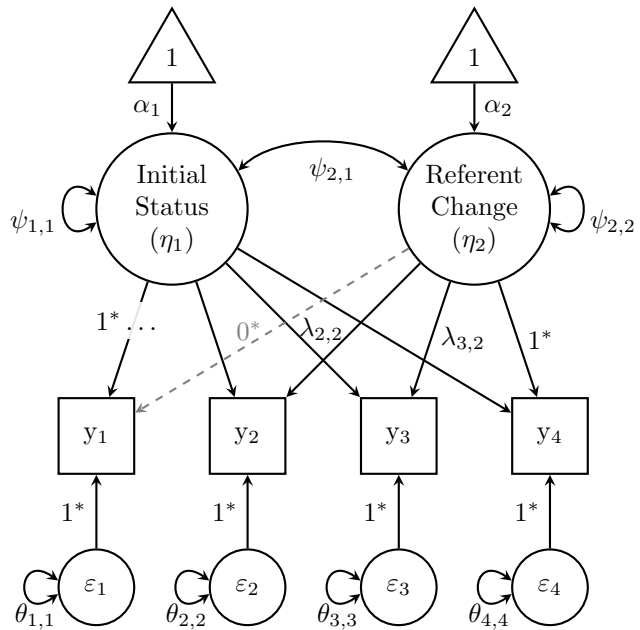 1
1
α₁
α₂
Initial
Status
(η₁)
ψ₂,₁
Referent
Change
(η₂)
ψ₁,₁
ψ₂,₂
1* ...
0*
λ₂,₂
λ₃,₂
1*
y₁
y₂
y₃
y₄
1*
1*
1*
1*
ε₁
ε₂
ε₃
ε₄
θ₁,₁
θ₂,₂
θ₃,₃
θ₄,₄